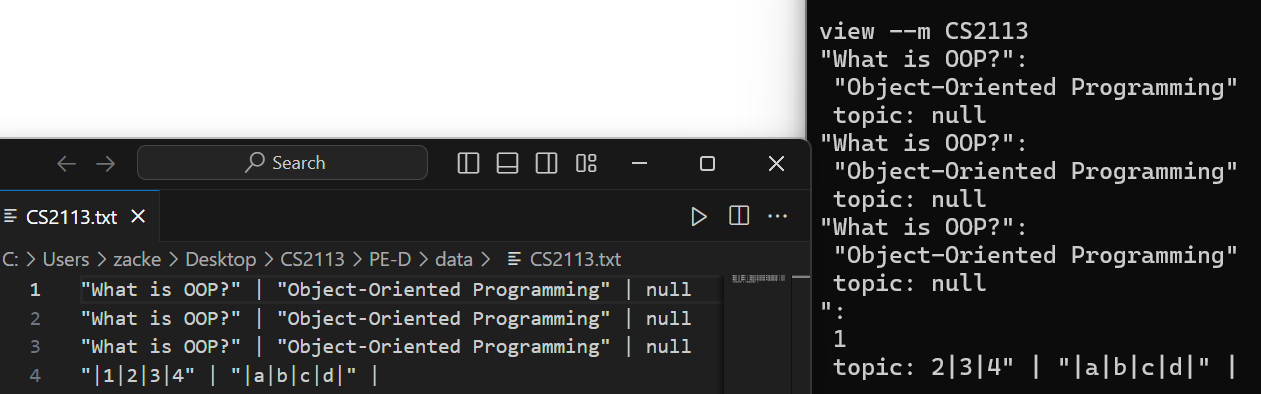 Search
CS2113.txt
C: > Users > zacke > Desktop > CS2113 > PE-D > data > CS2113.txt
1 "What is OOP?" | "Object-Oriented Programming" | null
2 "What is OOP?" | "Object-Oriented Programming" | null
3 "What is OOP?" | "Object-Oriented Programming" | null
4 "|1|2|3|4" | "|a|b|c|d|" |
view --m CS2113
"What is OOP?":
"Object-Oriented Programming"
topic: null
"What is OOP?":
"Object-Oriented Programming"
topic: null
"What is OOP?":
"Object-Oriented Programming"
topic: null
":
1
topic: 2|3|4" | "|a|b|c|d|" |